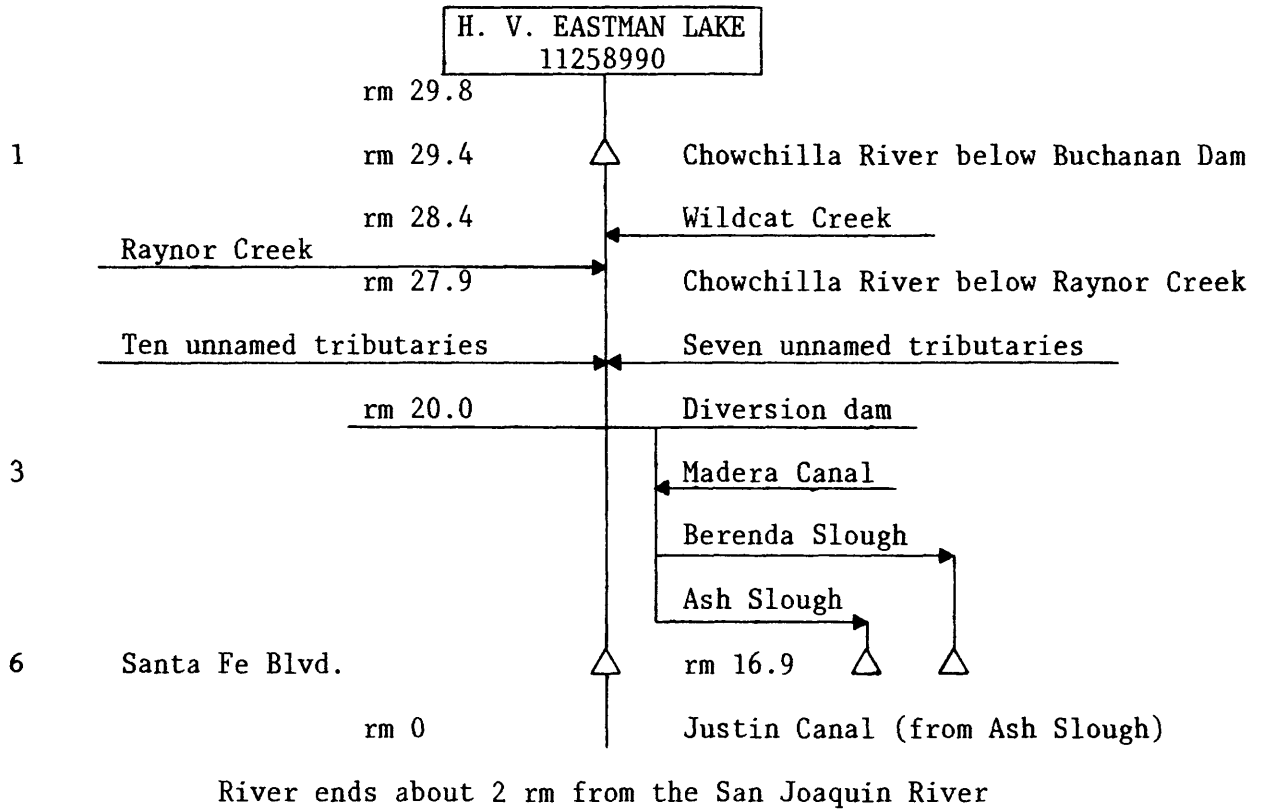 H. V. EASTMAN LAKE
11258990
rm 29.8
1 rm 29.4 Chowchilla River below Buchanan Dam
rm 28.4 Wildcat Creek
Raynor Creek
rm 27.9 Chowchilla River below Raynor Creek
Ten unnamed tributaries Seven unnamed tributaries
rm 20.0 Diversion dam
3 Madera Canal
Berenda Slough
Ash Slough
6 Santa Fe Blvd. rm 16.9
rm 0 Justin Canal (from Ash Slough)
River ends about 2 rm from the San Joaquin River